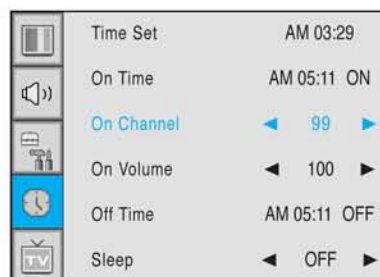 Time Set AM 03:29
On Time AM 05:11 ON
On Channel ◄ 99 ►
On Volume ◄ 100 ►
Off Time AM 05:11 OFF
TV Sleep ◄ OFF ►